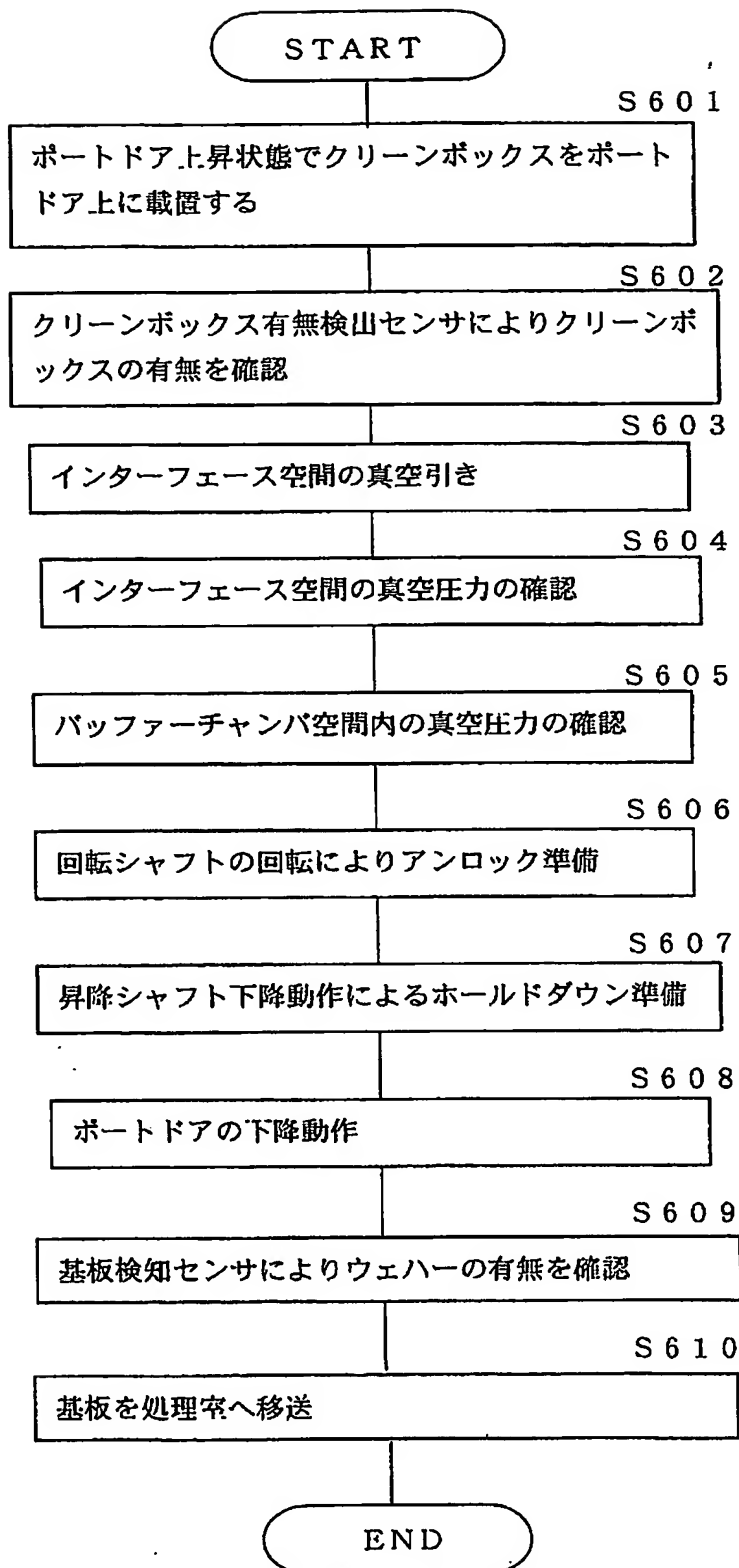 START
S601
ポートドア上昇状態でクリーンボックスをポート
ドア上に載置する
S602
クリーンボックス有無検出センサによりクリーンボ
ックスの有無を確認
S603
インターフェース空間の真空引き
S604
インターフェース空間の真空圧力の確認
S605
バッファーチャンバ空間内の真空圧力の確認
S606
回転シャフトの回転によりアンロック準備
S607
昇降シャフト下降動作によるホールドダウン準備
S608
ポートドアの下降動作
S609
基板検知センサによりウェハーの有無を確認
S610
基板を処理室へ移送
END